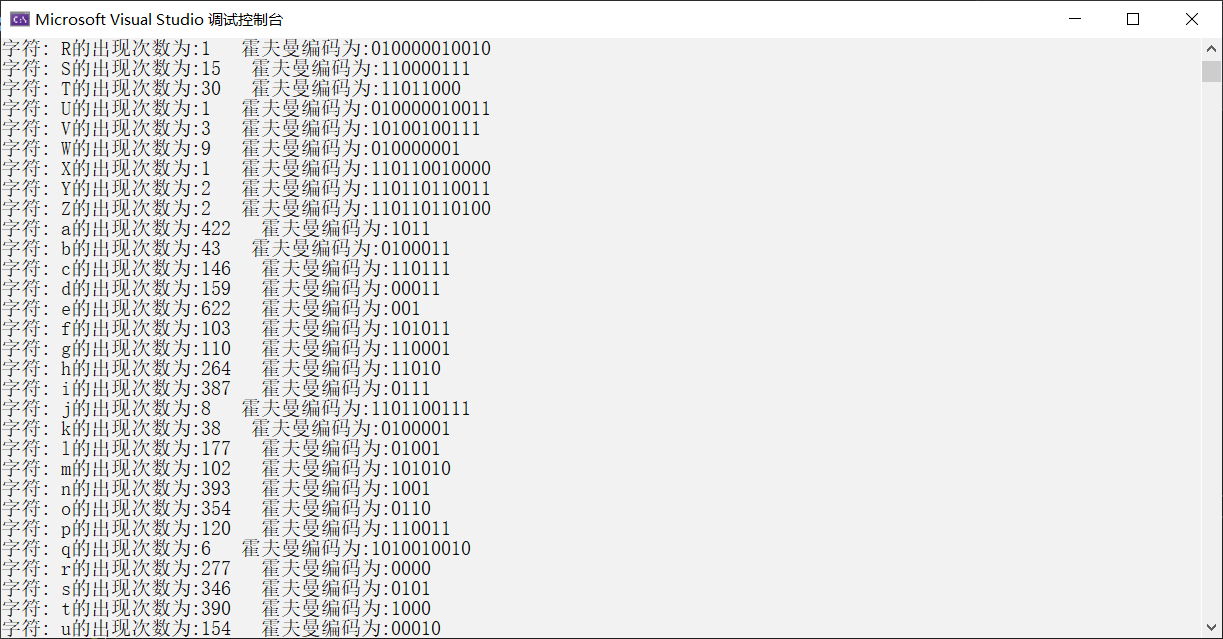 Microsoft Visual Studio 调试控制台
字符: R的出现次数为:1   霍夫曼编码为:010000010010
字符: S的出现次数为:15   霍夫曼编码为:110000111
字符: T的出现次数为:30   霍夫曼编码为:11011000
字符: U的出现次数为:1   霍夫曼编码为:010000010011
字符: V的出现次数为:3   霍夫曼编码为:10100100111
字符: W的出现次数为:9   霍夫曼编码为:010000001
字符: X的出现次数为:1   霍夫曼编码为:110110010000
字符: Y的出现次数为:2   霍夫曼编码为:110110110011
字符: Z的出现次数为:2   霍夫曼编码为:110110110100
字符: a的出现次数为:422   霍夫曼编码为:1011
字符: b的出现次数为:43   霍夫曼编码为:0100011
字符: c的出现次数为:146   霍夫曼编码为:110111
字符: d的出现次数为:159   霍夫曼编码为:00011
字符: e的出现次数为:622   霍夫曼编码为:001
字符: f的出现次数为:103   霍夫曼编码为:101011
字符: g的出现次数为:110   霍夫曼编码为:110001
字符: h的出现次数为:264   霍夫曼编码为:11010
字符: i的出现次数为:387   霍夫曼编码为:0111
字符: j的出现次数为:8   霍夫曼编码为:1101100111
字符: k的出现次数为:38   霍夫曼编码为:0100001
字符: l的出现次数为:177   霍夫曼编码为:01001
字符: m的出现次数为:102   霍夫曼编码为:101010
字符: n的出现次数为:393   霍夫曼编码为:1001
字符: o的出现次数为:354   霍夫曼编码为:0110
字符: p的出现次数为:120   霍夫曼编码为:110011
字符: q的出现次数为:6   霍夫曼编码为:1010010010
字符: r的出现次数为:277   霍夫曼编码为:0000
字符: s的出现次数为:346   霍夫曼编码为:0101
字符: t的出现次数为:390   霍夫曼编码为:1000
字符: u的出现次数为:154   霍夫曼编码为:00010